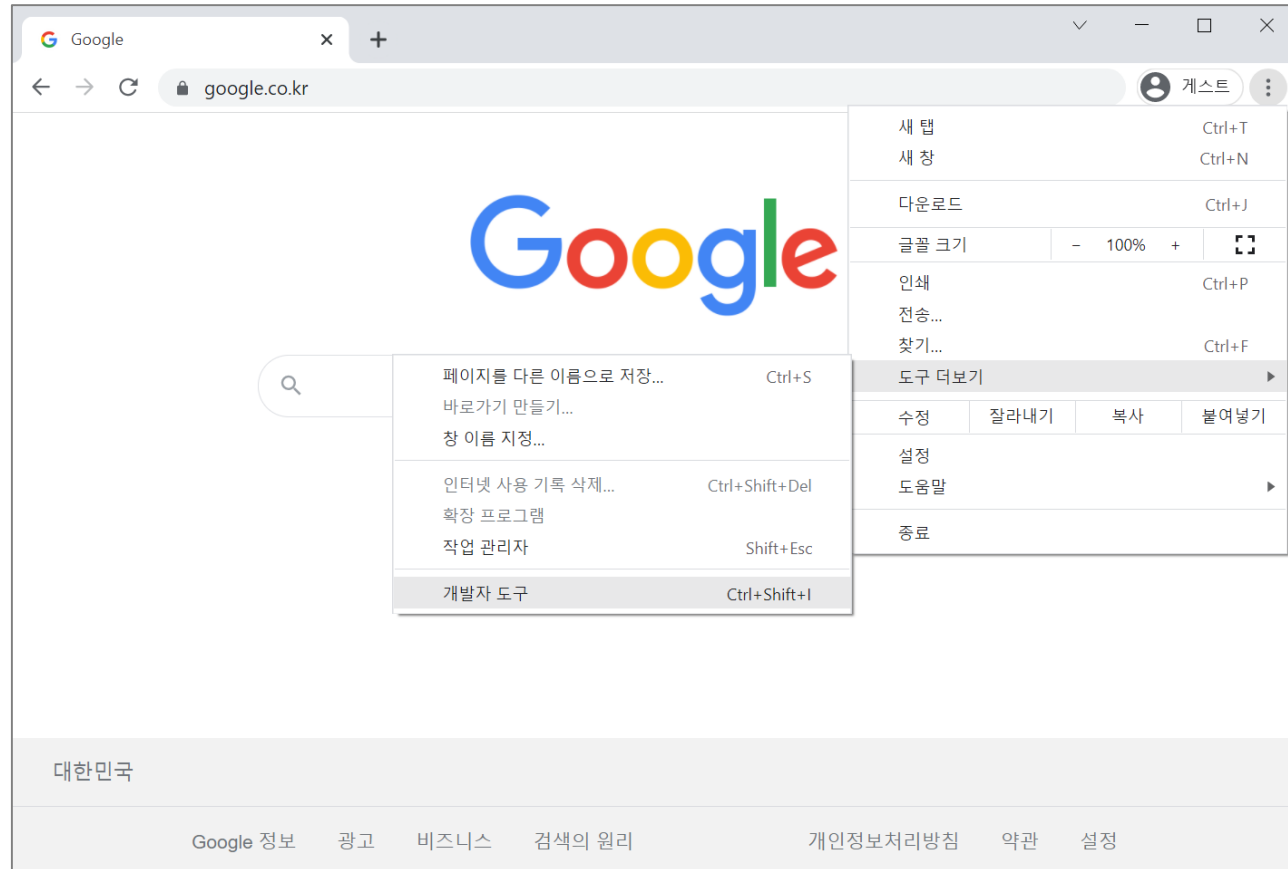 Google
google.co.kr
게스트
새 탭 Ctrl+T
새 창 Ctrl+N
다운로드 Ctrl+J
글꼴 크기 - 100% +
인쇄 Ctrl+P
전송...
찾기... Ctrl+F
도구 더보기
수정 잘라내기 복사 붙여넣기
설정
도움말
종료
Google
페이지를 다른 이름으로 저장... Ctrl+S
바로가기 만들기...
창 이름 지정...
인터넷 사용 기록 삭제... Ctrl+Shift+Del
확장 프로그램
작업 관리자 Shift+Esc
개발자 도구 Ctrl+Shift+I
대한민국
Google 정보 광고 비즈니스 검색의 원리 개인정보처리방침 약관 설정